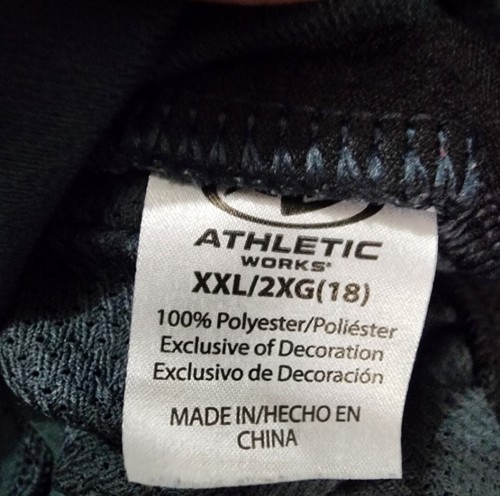 ATHLETIC
WORKS®
XXL/2XG(18)
100% Polyester/Poliéster
Exclusive of Decoration
Exclusivo de Decoración
MADE IN/HECHO EN
CHINA